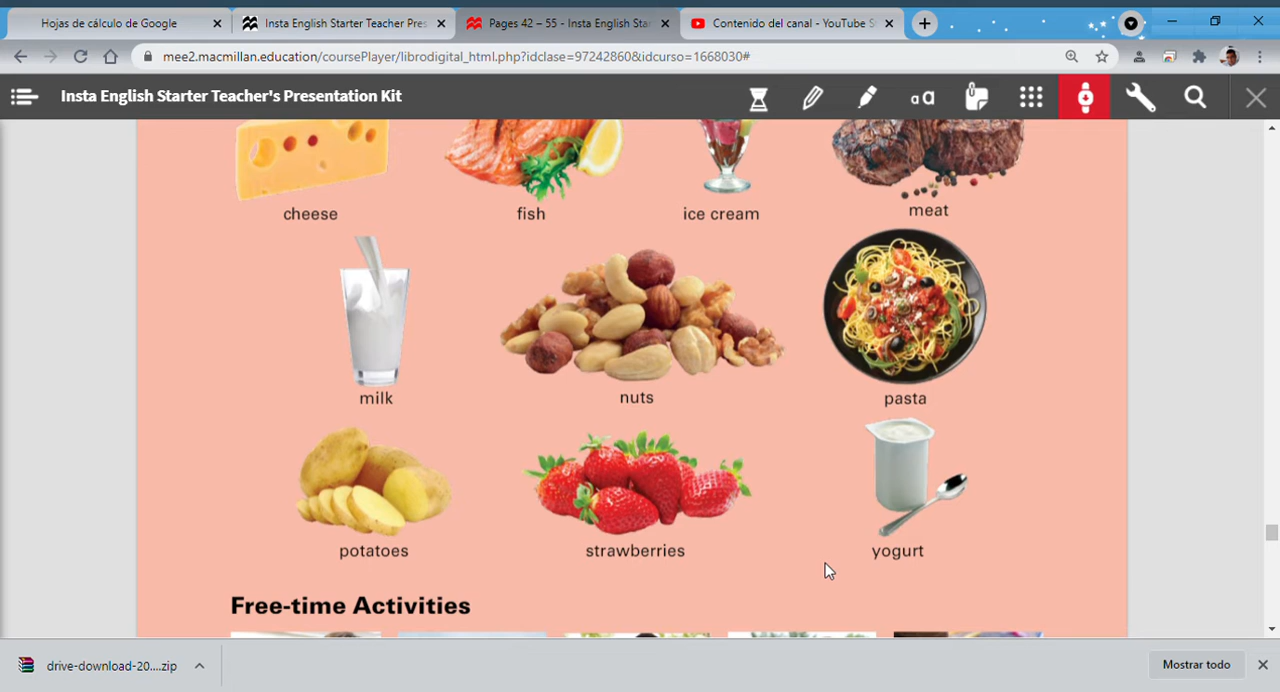 Hojas de cálculo de Google
Insta English Starter Teacher Pres
Pages 42 – 55 - Insta English Star
Contenido del canal - YouTube S
mee2.macmillan.education/coursePlayer/librodigital_html.php?idclase=97242860&idcurso=1668030#
Insta English Starter Teacher's Presentation Kit
aa
cheese fish ice cream meat
milk nuts pasta
potatoes strawberries yogurt
Free-time Activities
drive-download-20....zip
Mostrar todo